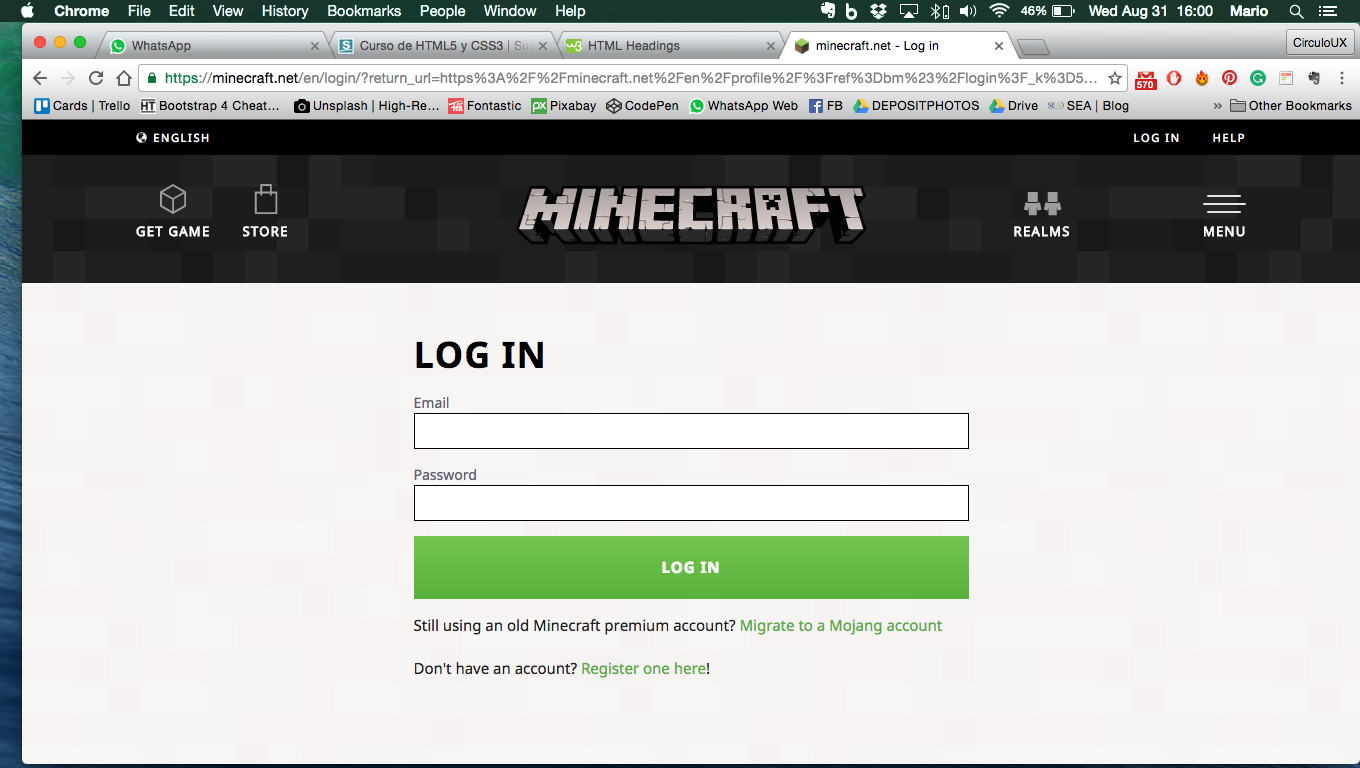 Chrome File Edit View History Bookmarks People Window Help 46% Wed Aug 31 16:00 Mario
WhatsApp Curso de HTML5 y CSS3 | HTML Headings minecraft.net - Log in CirculoUX
https://minecraft.net/en/login/?return_url=https%3A%2F%2Fminecraft.net%2Fen%2Fprofile%2F%3Fref%3Dbm%23%2Flogin%3F_k%3D5... 570
Cards | Trello HT Bootstrap 4 Cheat... Unsplash | High-Re... Fontastic px Pixabay CodePen WhatsApp Web FB DEPOSITPHOTOS Drive SEA | Blog » Other Bookmarks
ENGLISH LOG IN HELP
MINECRAFT
GET GAME STORE REALMS MENU
LOG IN
Email
Password
LOG IN
Still using an old Minecraft premium account? Migrate to a Mojang account
Don't have an account? Register one here!